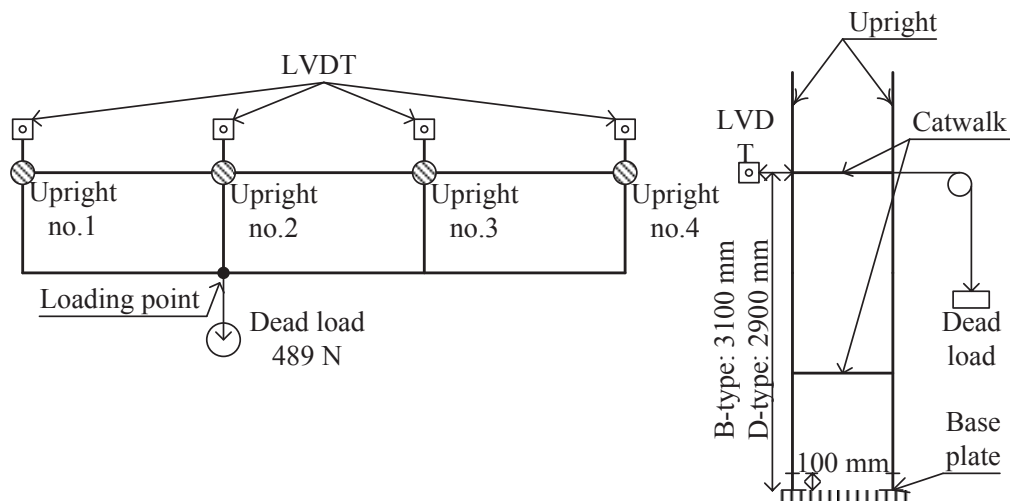 LVDT
Upright
no.1
Upright
no.2
Upright
no.3
Upright
no.4
Loading point
Dead load
489 N
Upright
LVD
T
Catwalk
B-type: 3100 mm
D-type: 2900 mm
Dead
load
Base
plate
100 mm